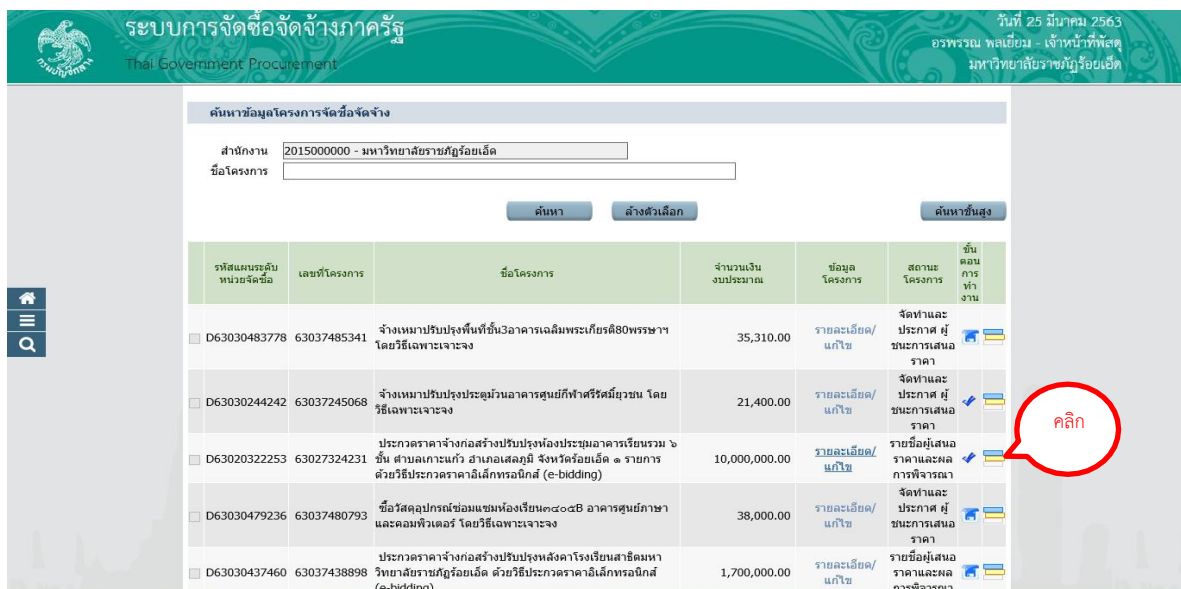 ระบบการจัดซื้อจัดจ้างภาครัฐ
Thai Government Procurement
วันที่ 25 มีนาคม 2563
อรพรรณ พลเยี่ยม - เจ้าหน้าที่พัสดุ
มหาวิทยาลัยราชภัฏร้อยเอ็ด
กรมบัญชีกลาง
ค้นหาข้อมูลโครงการจัดซื้อจัดจ้าง
สำนักงาน 2015000000 - มหาวิทยาลัยราชภัฏร้อยเอ็ด
ชื่อโครงการ
ค้นหา ล้างตัวเลือก ค้นหาขั้นสูง
รหัสแผนระดับ
หน่วยจัดซื้อ
เลขที่โครงการ
ชื่อโครงการ
จำนวนเงิน
งบประมาณ
ข้อมูล
โครงการ
สถานะ
โครงการ
ขั้น
ตอน
การ
ทำ
งาน
D63030483778 63037485341
จ้างเหมาปรับปรุงพื้นที่ชั้น3อาคารเฉลิมพระเกียรติ80พรรษาฯ
โดยวิธีเฉพาะเจาะจง
35,310.00
รายละเอียด/
แก้ไข
จัดทำและ
ประกาศ ผู้
ชนะการเสนอ
ราคา
D63030244242 63037245068
จ้างเหมาปรับปรุงประตูม้วนอาคารศูนย์กีฬาศรีรัศมิ์ยุวชน โดย
วิธีเฉพาะเจาะจง
21,400.00
รายละเอียด/
แก้ไข
จัดทำและ
ประกาศ ผู้
ชนะการเสนอ
ราคา
คลิก
D63020322253 63027324231
ประกวดราคาจ้างก่อสร้างปรับปรุงห้องประชุมอาคารเรียนรวม ๖
ชั้น ตำบลเกาะแก้ว อำเภอเสลภูมิ จังหวัดร้อยเอ็ด ๑ รายการ
ด้วยวิธีประกวดราคาอิเล็กทรอนิกส์ (e-bidding)
10,000,000.00
รายละเอียด/
แก้ไข
รายชื่อผู้เสนอ
ราคาและผล
การพิจารณา
D63030479236 63037480793
ซื้อวัสดุอุปกรณ์ซ่อมแซมห้องเรียน๓๔๐๕B อาคารศูนย์ภาษา
และคอมพิวเตอร์ โดยวิธีเฉพาะเจาะจง
38,000.00
รายละเอียด/
แก้ไข
จัดทำและ
ประกาศ ผู้
ชนะการเสนอ
ราคา
D63030437460 63037438898
ประกวดราคาจ้างก่อสร้างปรับปรุงหลังคาโรงเรียนสาธิตมหา
วิทยาลัยราชภัฏร้อยเอ็ด ด้วยวิธีประกวดราคาอิเล็กทรอนิกส์
(e-bidding)
1,700,000.00
รายละเอียด/
แก้ไข
รายชื่อผู้เสนอ
ราคาและผล
การพิจารณา